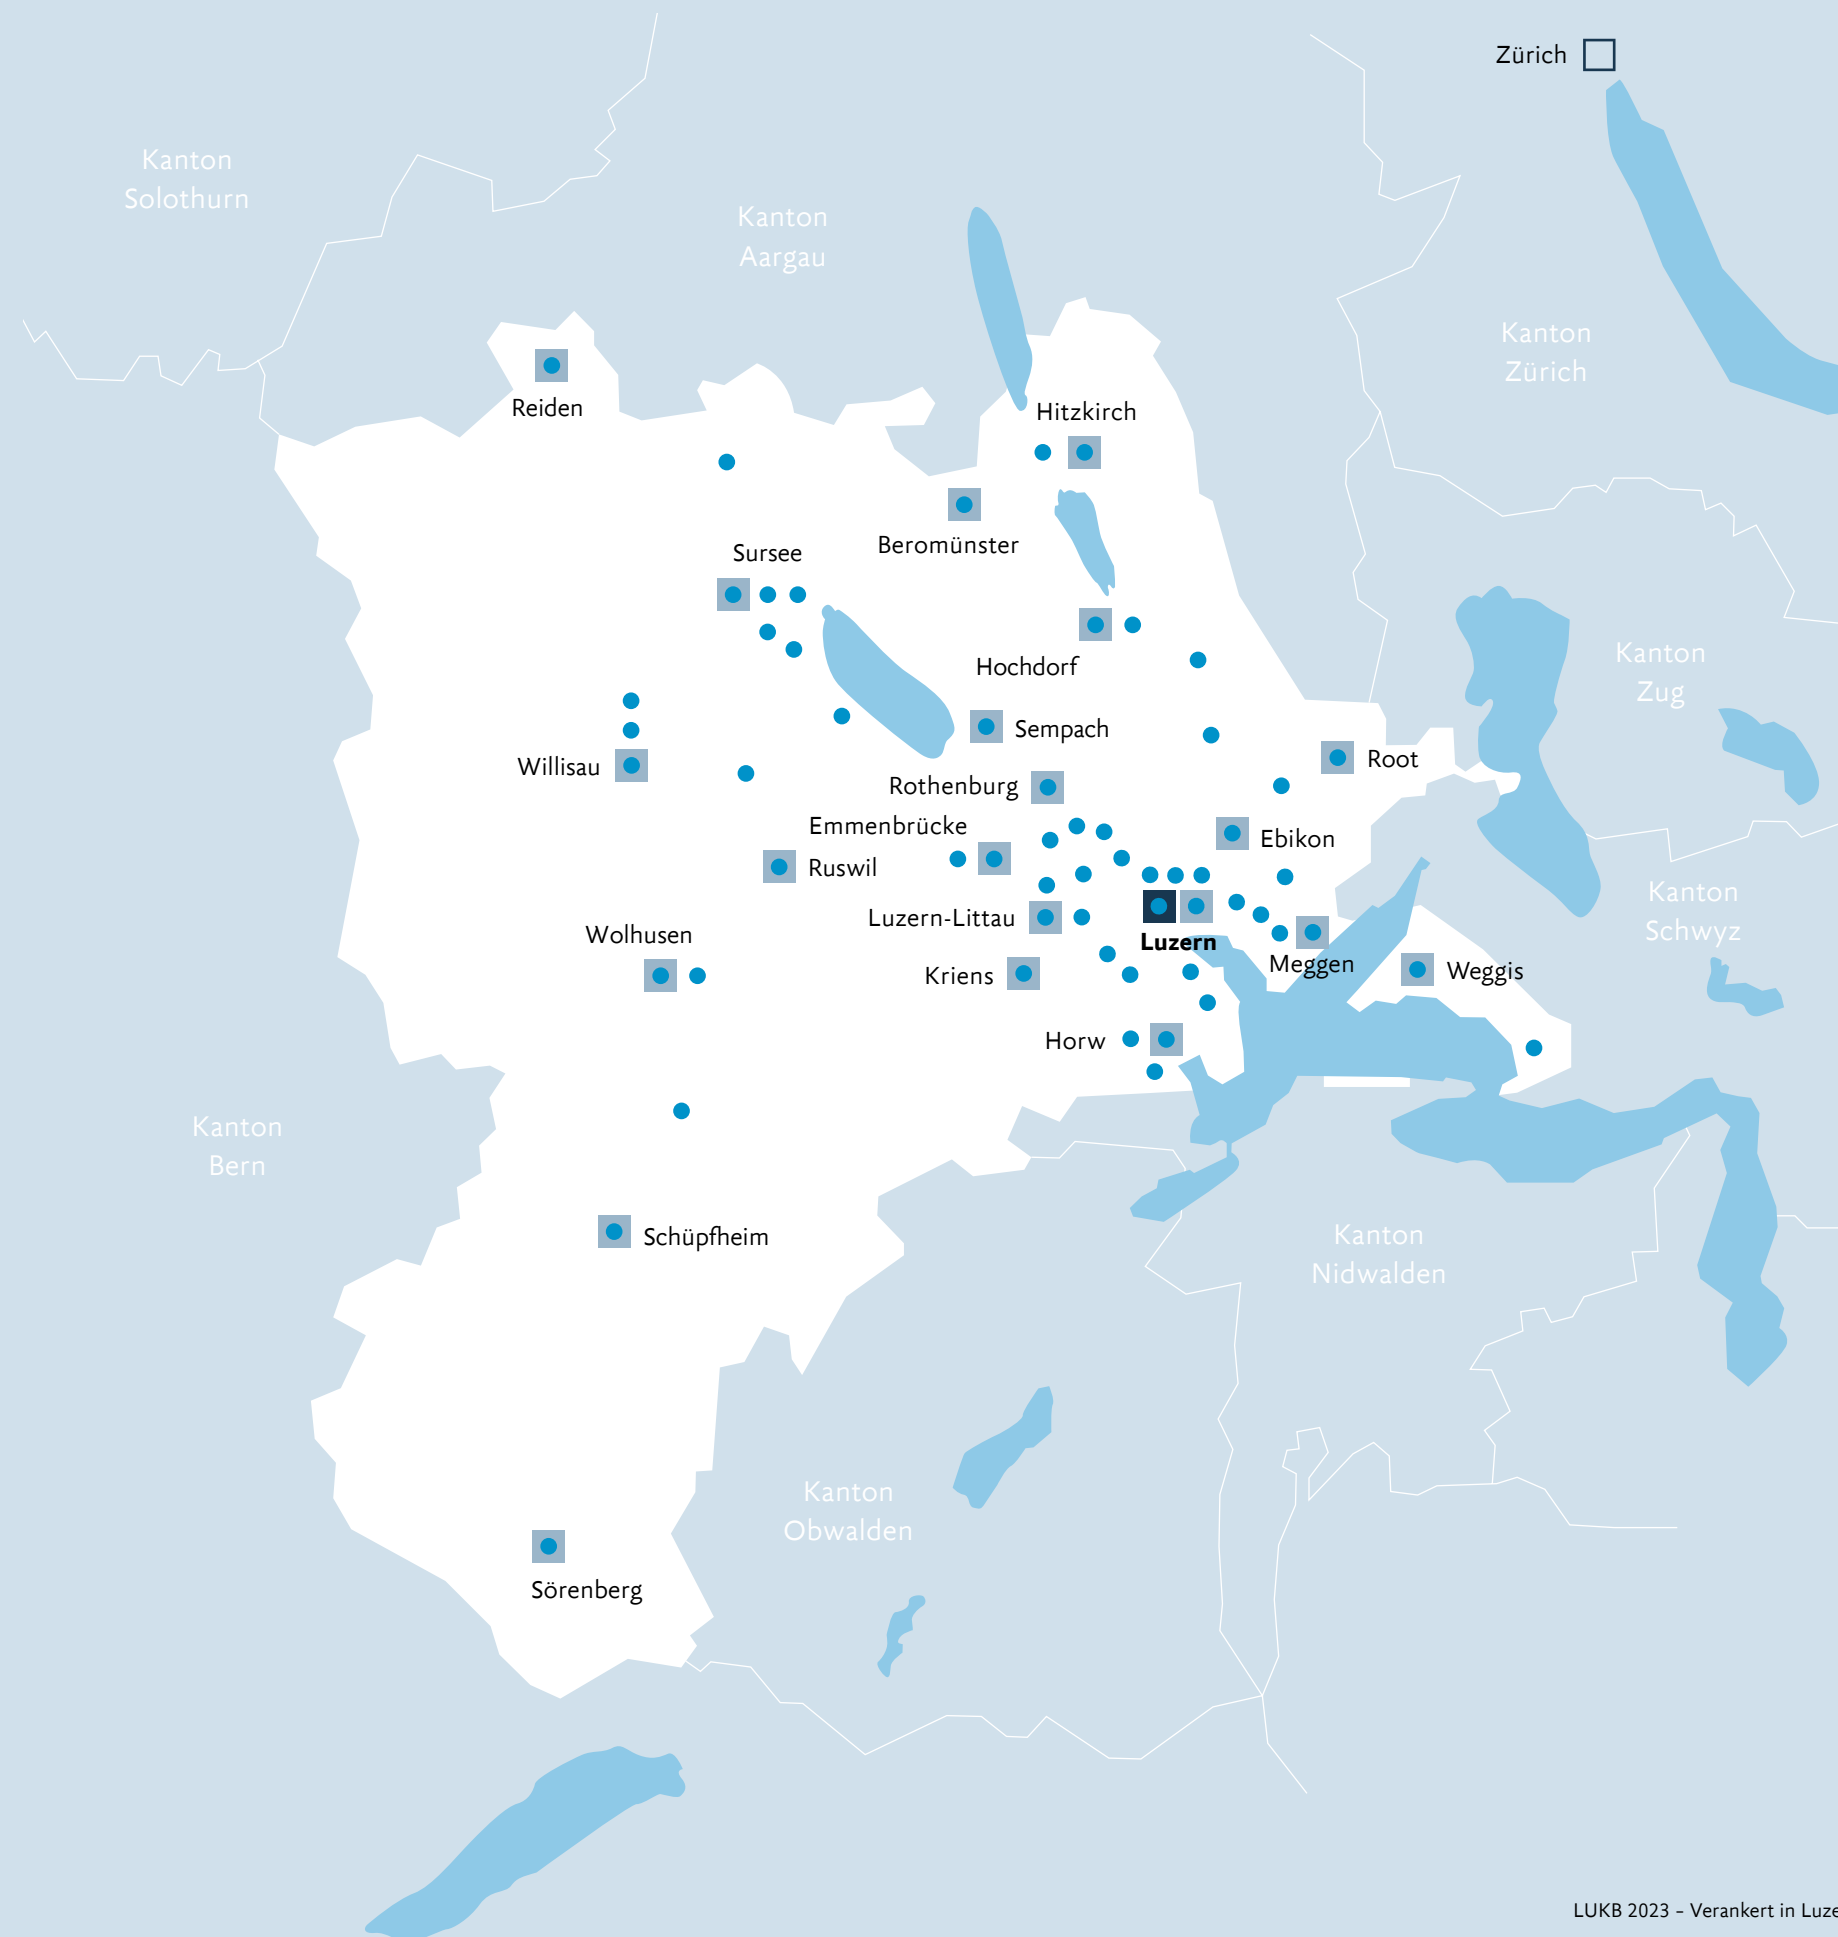 Zürich
Kanton
Solothurn
Kanton
Aargau
Kanton
Zürich
Reiden
Hitzkirch
Beromünster
Sursee
Kanton
Zug
Hochdorf
Sempach
Root
Willisau
Rothenburg
Emmenbrücke
Ebikon
Ruswil
Kanton
Schwyz
Luzern-Littau
Wolhusen
Luzern
Meggen
Weggis
Kriens
Horw
Kanton
Bern
Schüpfheim
Kanton
Nidwalden
Kanton
Obwalden
Sörenberg
LUKB 2023 – Verankert in Luze